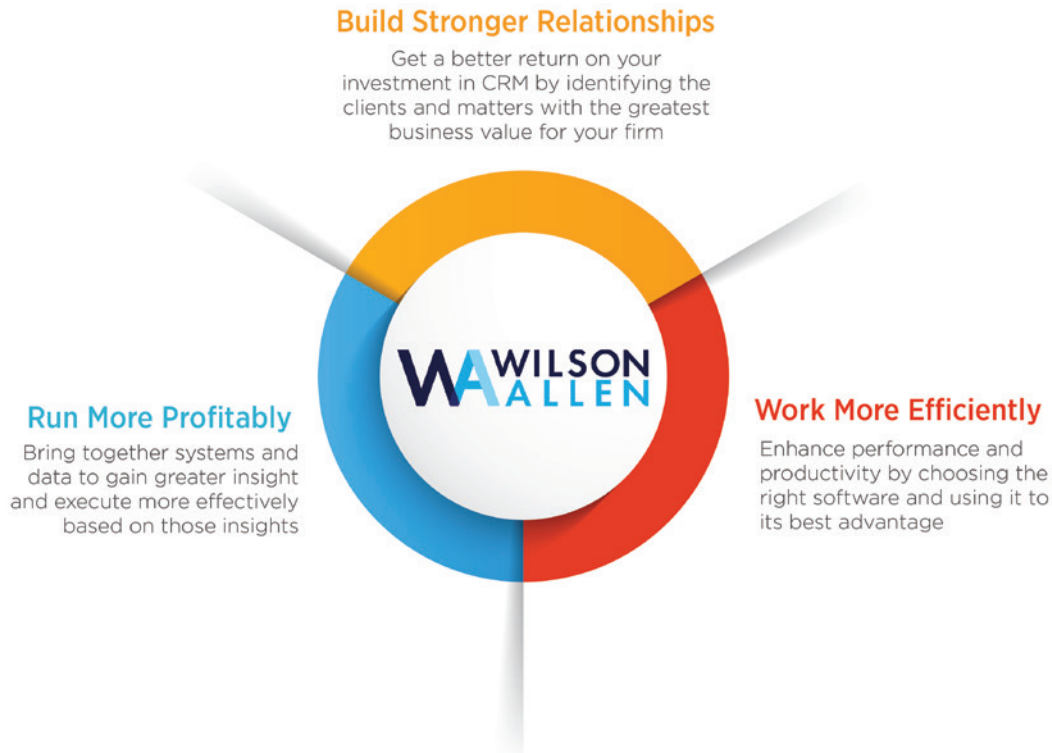 Build Stronger Relationships
Get a better return on your
investment in CRM by identifying the
clients and matters with the greatest
business value for your firm
WA WILSON
ALLEN
Run More Profitably
Bring together systems and
data to gain greater insight
and execute more effectively
based on those insights
Work More Efficiently
Enhance performance and
productivity by choosing the
right software and using it to
its best advantage